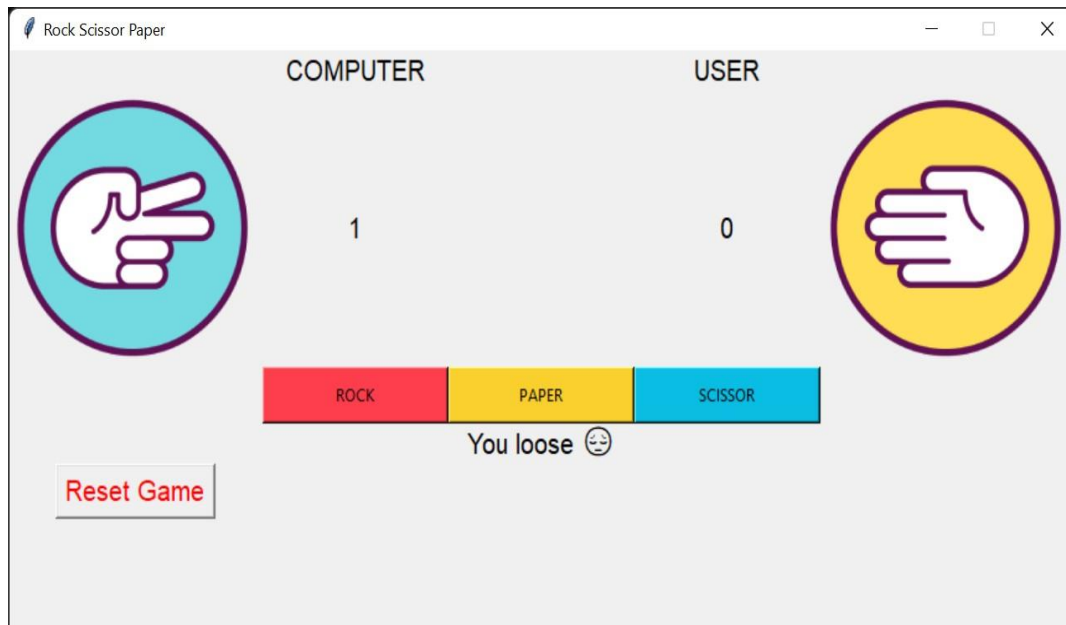 Rock Scissor Paper
COMPUTER USER
1 0
ROCK PAPER SCISSOR
You loose 😔
Reset Game